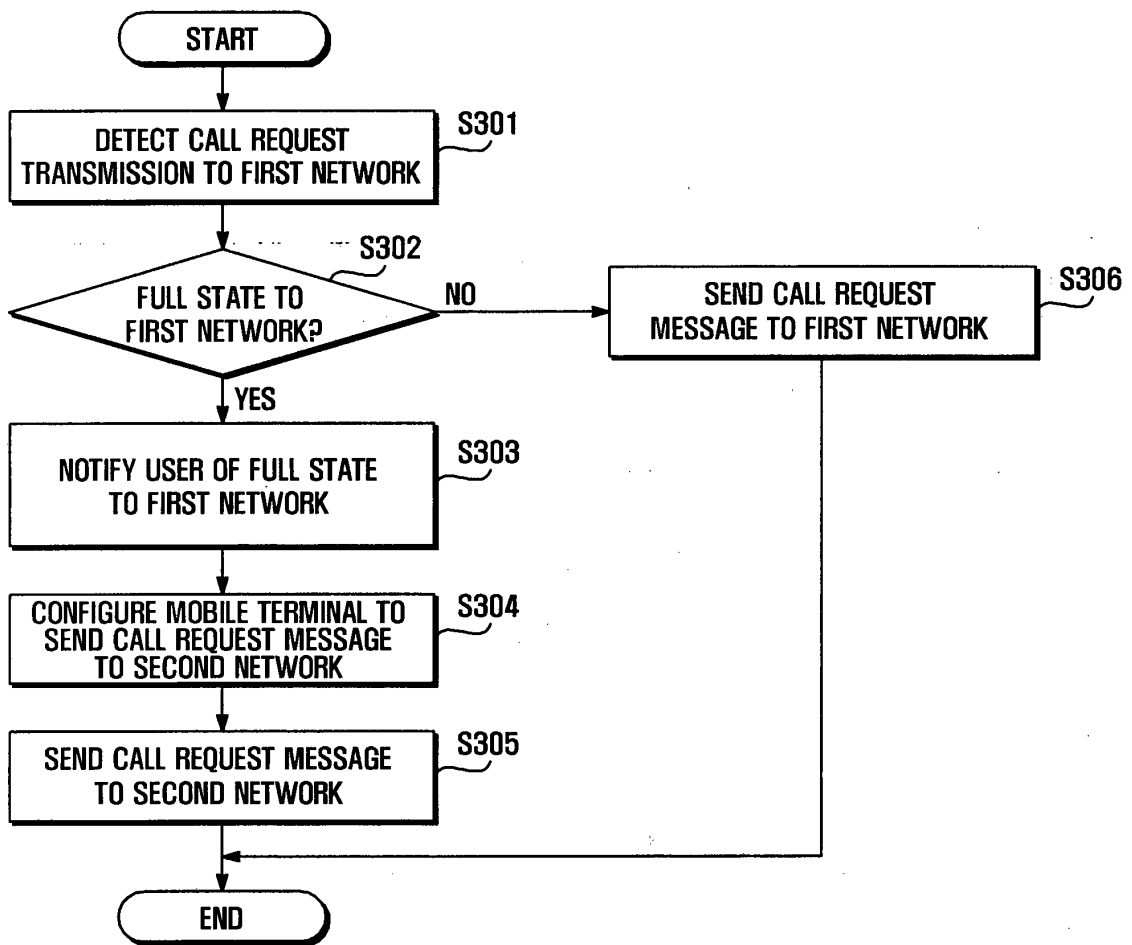 START
DETECT CALL REQUEST
TRANSMISSION TO FIRST NETWORK
S301
S302
FULL STATE TO
FIRST NETWORK?
NO
SEND CALL REQUEST
MESSAGE TO FIRST NETWORK
S306
YES
NOTIFY USER OF FULL STATE
TO FIRST NETWORK
S303
CONFIGURE MOBILE TERMINAL TO
SEND CALL REQUEST MESSAGE
TO SECOND NETWORK
S304
SEND CALL REQUEST MESSAGE
TO SECOND NETWORK
S305
END